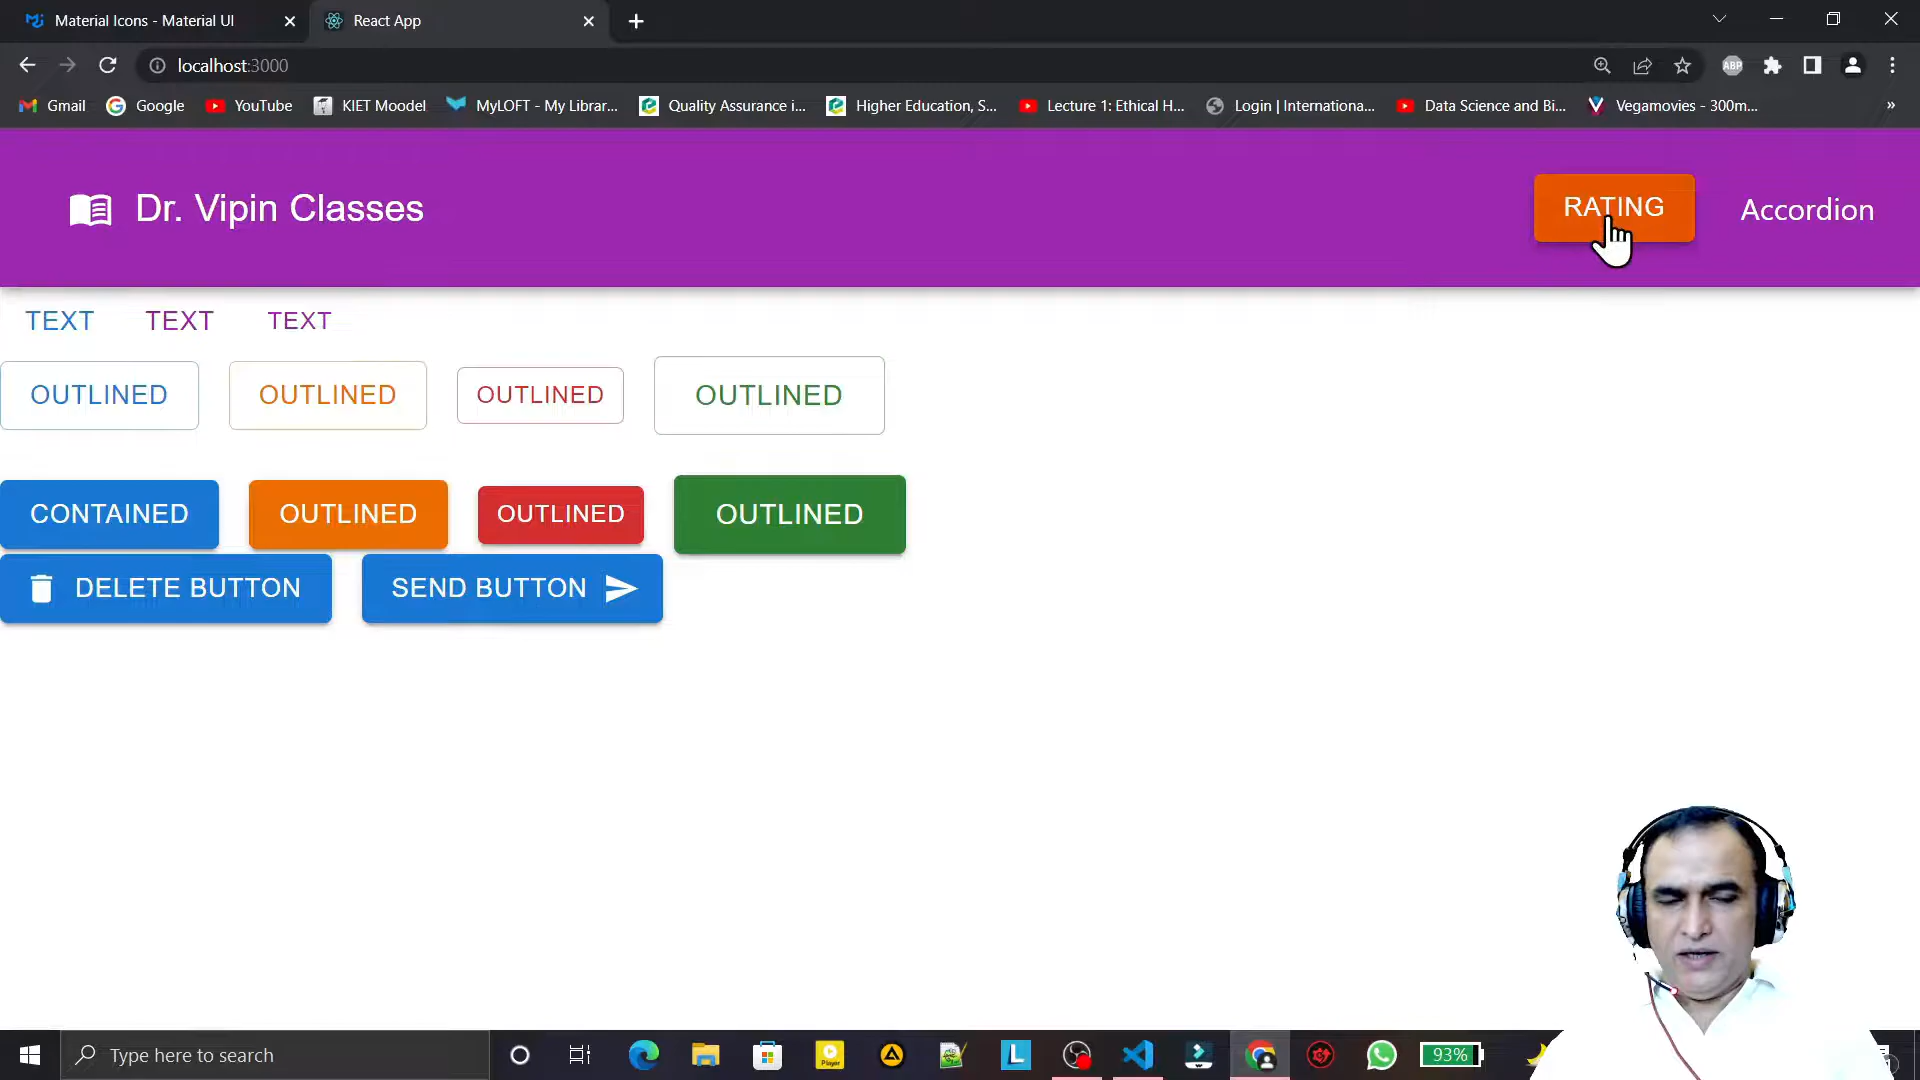 Material Icons - Material UI
React App
localhost:3000
ABP
Gmail
Google
YouTube
KIET Moodel
MyLOFT - My Librar...
Quality Assurance i...
Higher Education, S...
Lecture 1: Ethical H...
Login | Internationa...
Data Science and Bi...
Vegamovies - 300m...
»
Dr. Vipin Classes
RATING
Accordion
TEXT TEXT TEXT
OUTLINED OUTLINED OUTLINED OUTLINED
CONTAINED OUTLINED OUTLINED OUTLINED
DELETE BUTTON SEND BUTTON
Type here to search
Player
L
93%